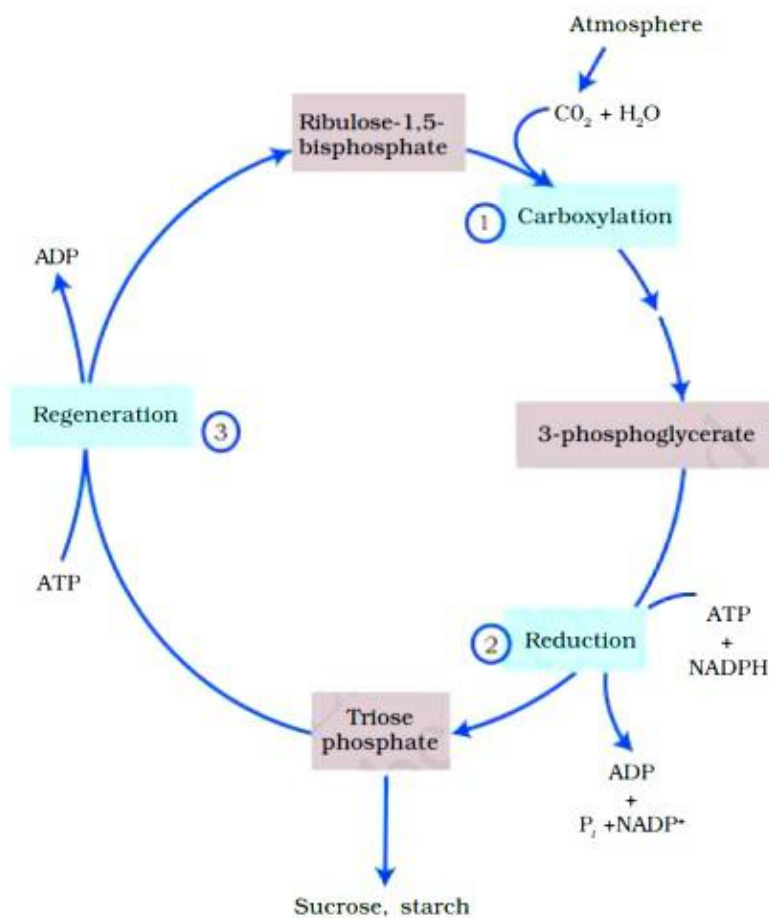 Atmosphere
C0₂ + H₂O
Ribulose-1,5-
bisphosphate
1 Carboxylation
ADP
Regeneration 3
3-phosphoglycerate
ATP
2 Reduction
ATP
+
NADPH
Triose
phosphate
ADP
+
Pᵢ +NADP⁺
Sucrose, starch